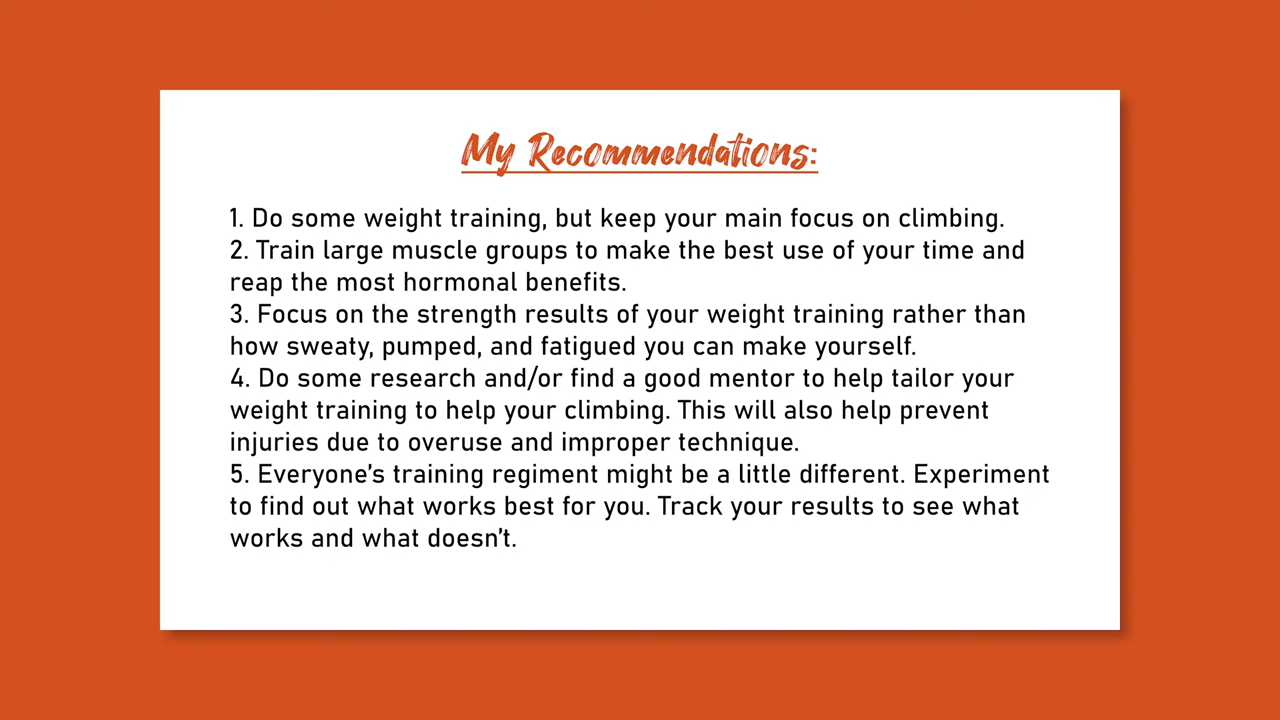 My Recommendations:
1. Do some weight training, but keep your main focus on climbing.
2. Train large muscle groups to make the best use of your time and
reap the most hormonal benefits.
3. Focus on the strength results of your weight training rather than
how sweaty, pumped, and fatigued you can make yourself.
4. Do some research and/or find a good mentor to help tailor your
weight training to help your climbing. This will also help prevent
injuries due to overuse and improper technique.
5. Everyone's training regiment might be a little different. Experiment
to find out what works best for you. Track your results to see what
works and what doesn't.